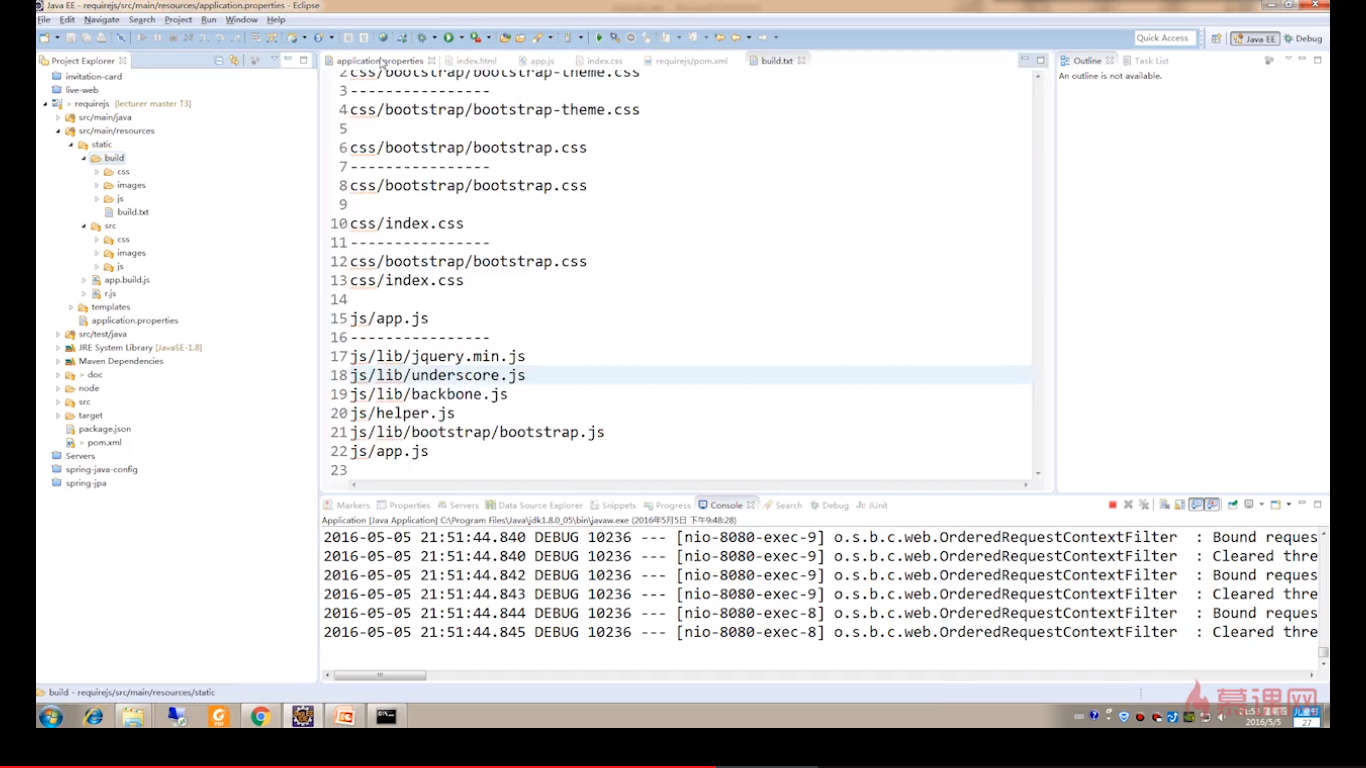 Java EE - requirejs/src/main/resources/application.properties - Eclipse
File Edit Navigate Search Project Run Window Help
Quick Access Java EE Debug
Project Explorer
application.properties index.html app.js index.css requirejs/pom.xml build.txt
Outline Task List
An outline is not available.
invitation-card
live-web
> requirejs [lecturer master ↑3]
src/main/java
src/main/resources
static
build
css
images
js
build.txt
src
css
images
js
app.build.js
r.js
templates
application.properties
src/test/java
JRE System Library [JavaSE-1.8]
Maven Dependencies
> doc
node
src
target
package.json
> pom.xml
Servers
spring-java-config
spring-jpa
2 css/bootstrap/bootstrap-theme.css
3 ----------------
4 css/bootstrap/bootstrap-theme.css
5
6 css/bootstrap/bootstrap.css
7 ----------------
8 css/bootstrap/bootstrap.css
9
10 css/index.css
11 ----------------
12 css/bootstrap/bootstrap.css
13 css/index.css
14
15 js/app.js
16 ----------------
17 js/lib/jquery.min.js
18 js/lib/underscore.js
19 js/lib/backbone.js
20 js/helper.js
21 js/lib/bootstrap/bootstrap.js
22 js/app.js
23
Markers Properties Servers Data Source Explorer Snippets Progress Console Search Debug JUnit
Application [Java Application] C:\Program Files\Java\jdk1.8.0_05\bin\javaw.exe (2016年5月5日 下午9:48:28)
2016-05-05 21:51:44.840 DEBUG 10236 --- [nio-8080-exec-9] o.s.b.c.web.OrderedRequestContextFilter : Bound reques
2016-05-05 21:51:44.840 DEBUG 10236 --- [nio-8080-exec-9] o.s.b.c.web.OrderedRequestContextFilter : Cleared thre
2016-05-05 21:51:44.842 DEBUG 10236 --- [nio-8080-exec-9] o.s.b.c.web.OrderedRequestContextFilter : Bound reques
2016-05-05 21:51:44.843 DEBUG 10236 --- [nio-8080-exec-9] o.s.b.c.web.OrderedRequestContextFilter : Cleared thre
2016-05-05 21:51:44.844 DEBUG 10236 --- [nio-8080-exec-8] o.s.b.c.web.OrderedRequestContextFilter : Bound reques
2016-05-05 21:51:44.845 DEBUG 10236 --- [nio-8080-exec-8] o.s.b.c.web.OrderedRequestContextFilter : Cleared thre
build - requirejs/src/main/resources/static
慕课网
2016/5/5
27